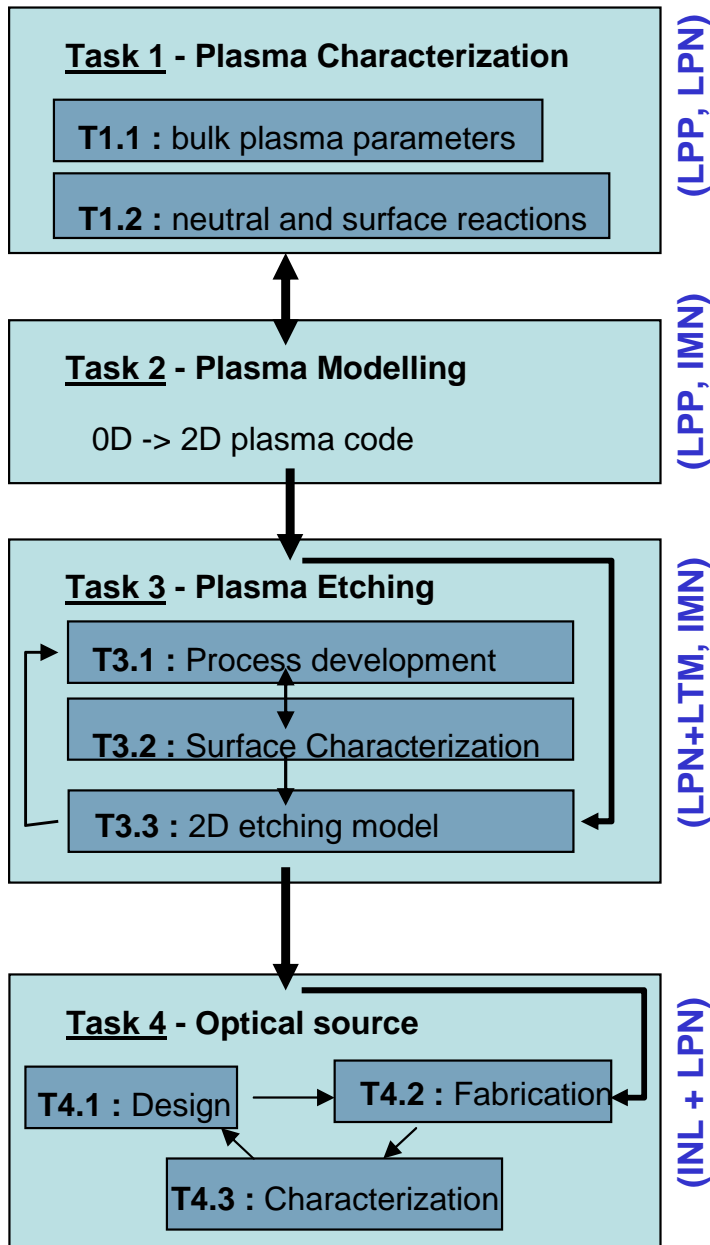 Task 1 - Plasma Characterization
T1.1 : bulk plasma parameters
T1.2 : neutral and surface reactions
(LPP, LPN)
Task 2 - Plasma Modelling
0D -> 2D plasma code
(LPP, IMN)
Task 3 - Plasma Etching
T3.1 : Process development
T3.2 : Surface Characterization
T3.3 : 2D etching model
(LPN+LTM, IMN)
Task 4 - Optical source
T4.1 : Design
T4.2 : Fabrication
T4.3 : Characterization
(INL + LPN)